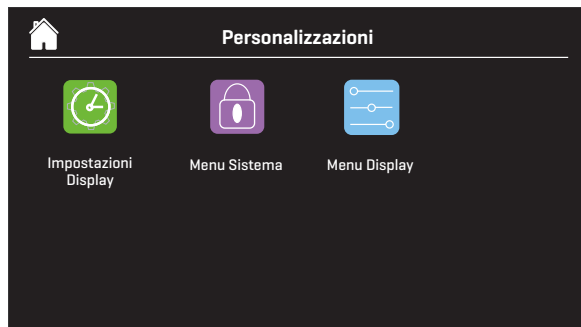 Personalizzazioni
Impostazioni
Display
Menu Sistema
Menu Display